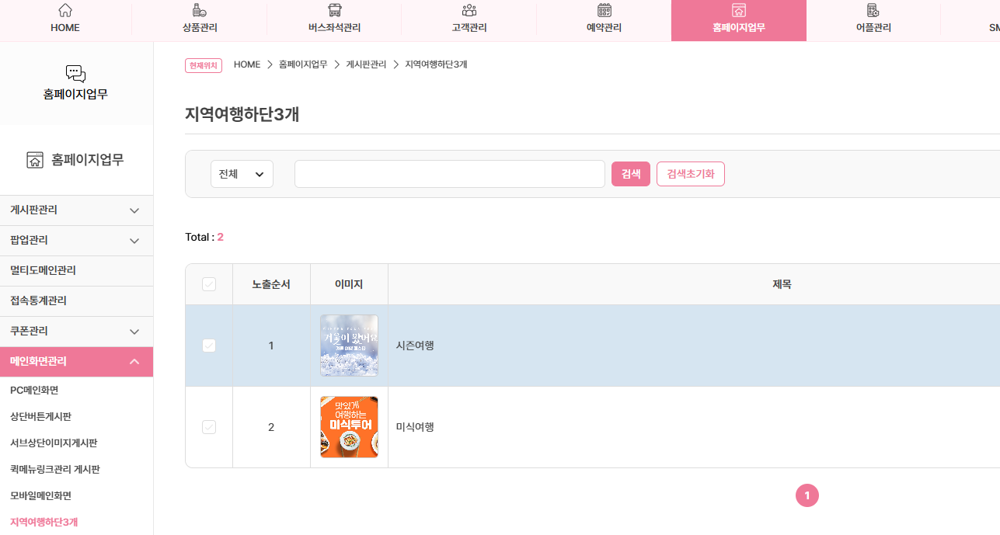 HOME
상품관리
버스좌석관리
고객관리
예약관리
홈페이지업무
어플관리
SM
홈페이지업무
현재위치 HOME > 홈페이지업무 > 게시판관리 > 지역여행하단3개
지역여행하단3개
홈페이지업무
전체
검색
검색초기화
게시판관리
팝업관리
멀티도메인관리
접속통계관리
쿠폰관리
메인화면관리
PC메인화면
상단버튼게시판
서브상단이미지게시판
퀵메뉴링크관리 게시판
모바일메인화면
지역여행하단3개
Total : 2
노출순서 이미지 제목
1
겨울이 왔어요
시즌여행
2
맛있게
여행하는
미식투어
미식여행
1